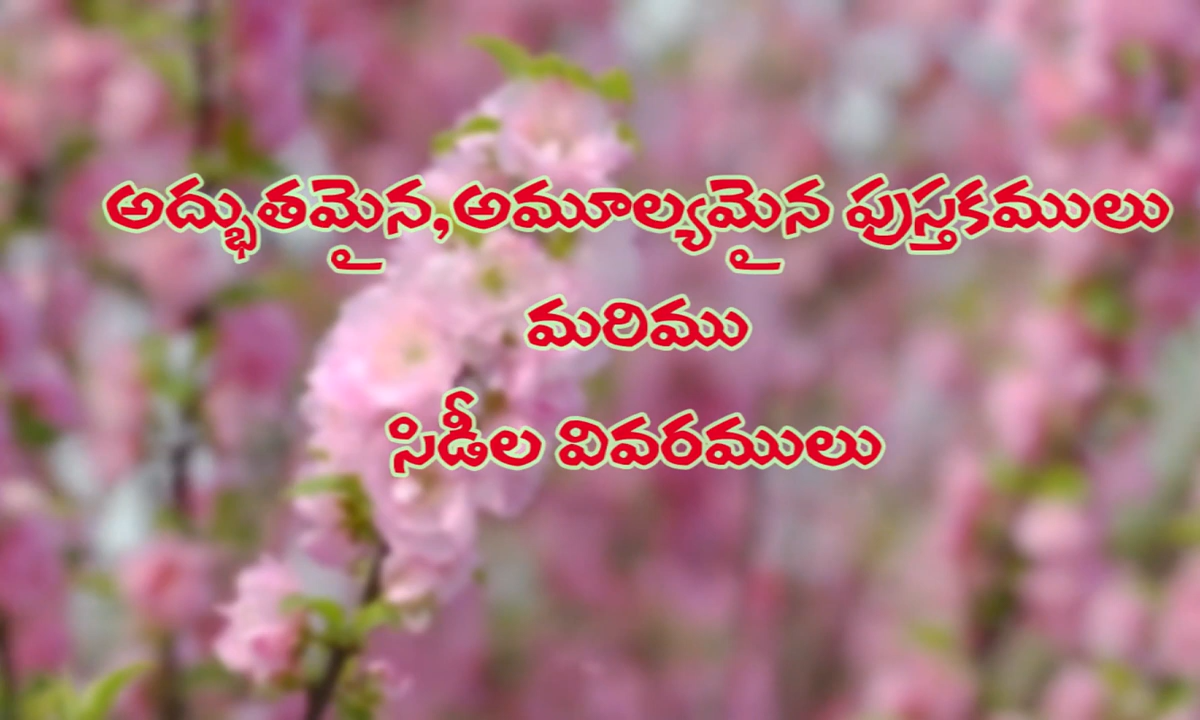 అద్భుతమైన,అమూల్యమైన పుస్తకములు
మరిము
సిడీల వివరములు